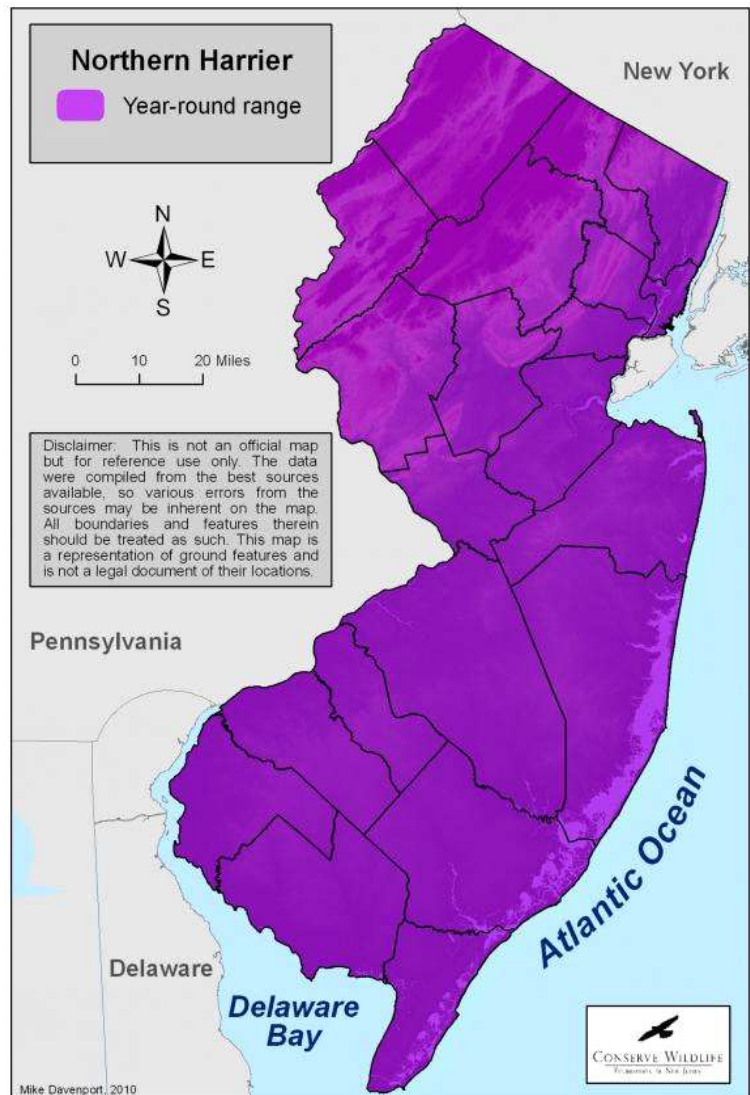 Northern Harrier
Year-round range
New York
N
W
E
S
0 10 20 Miles
Disclaimer: This is not an official map
but for reference use only. The data
were compiled from the best sources
available, so various errors from the
sources may be inherent on the map.
All boundaries and features therein
should be treated as such. This map is
a representation of ground features and
is not a legal document of their locations.
Pennsylvania
Atlantic Ocean
Delaware
Delaware
Bay
CONSERVE WILDLIFE
FOUNDATION OF NEW JERSEY
Mike Davenport, 2010